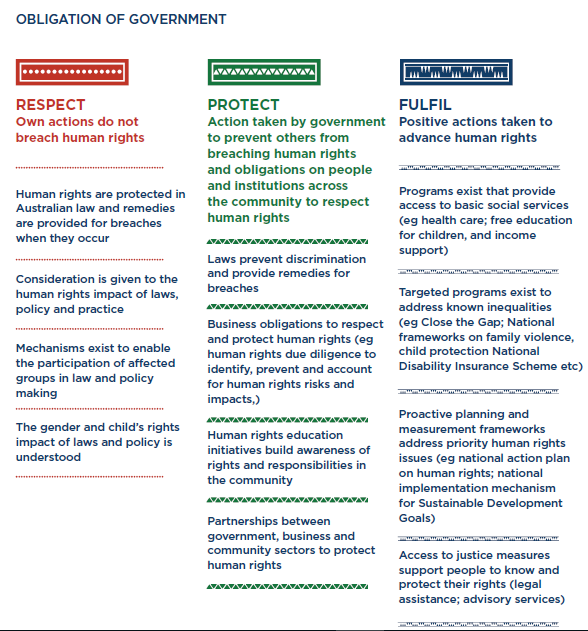 OBLIGATION OF GOVERNMENT
RESPECT
Own actions do not
breach human rights
Human rights are protected in
Australian law and remedies
are provided for breaches
when they occur
Consideration is given to the
human rights impact of laws,
policy and practice
Mechanisms exist to enable
the participation of affected
groups in law and policy
making
The gender and child's rights
impact of laws and policy is
understood
PROTECT
Action taken by government
to prevent others from
breaching human rights
and obligations on people
and institutions across
the community to respect
human rights
Laws prevent discrimination
and provide remedies for
breaches
Business obligations to respect
and protect human rights (eg
human rights due diligence to
identify, prevent and account
for human rights risks and
impacts,)
Human rights education
initiatives build awareness of
rights and responsibilities in
the community
Partnerships between
government, business and
community sectors to protect
human rights
FULFIL
Positive actions taken to
advance human rights
Programs exist that provide
access to basic social services
(eg health care; free education
for children, and income
support)
Targeted programs exist to
address known inequalities
(eg Close the Gap; National
frameworks on family violence,
child protection National
Disability Insurance Scheme etc)
Proactive planning and
measurement frameworks
address priority human rights
issues (eg national action plan
on human rights; national
implementation mechanism
for Sustainable Development
Goals)
Access to justice measures
support people to know and
protect their rights (legal
assistance; advisory services)